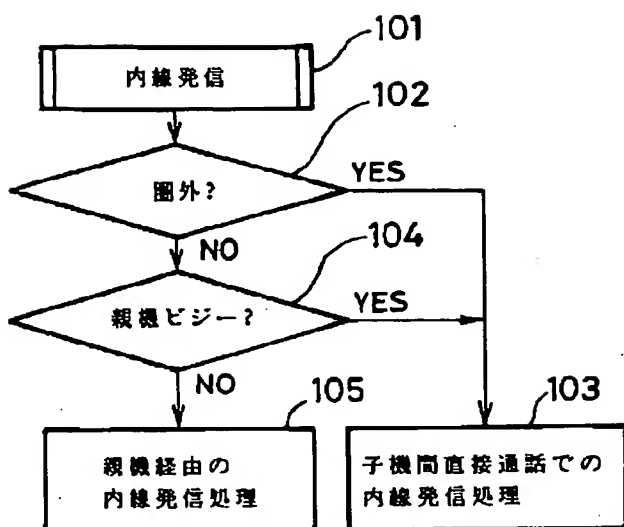 101
内線発信
102
圏外?
YES
NO
104
親機ビジー?
YES
NO
105
103
親機経由の
内線発信処理
子機間直接通話での
内線発信処理